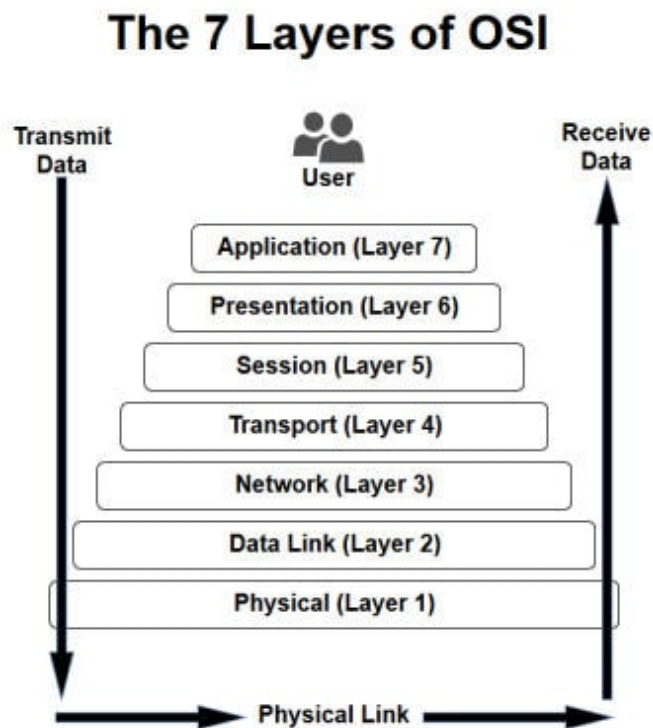 The 7 Layers of OSI
Transmit
Data
User
Receive
Data
Application (Layer 7)
Presentation (Layer 6)
Session (Layer 5)
Transport (Layer 4)
Network (Layer 3)
Data Link (Layer 2)
Physical (Layer 1)
Physical Link